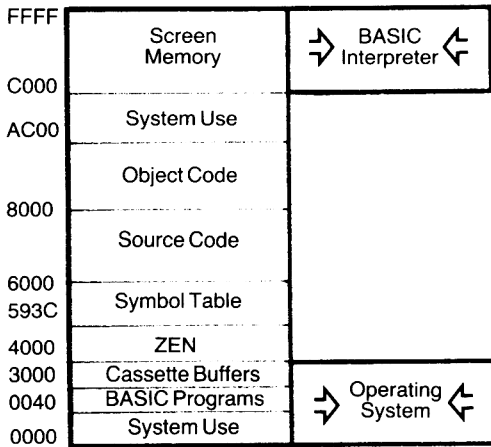 FFFF
Screen
Memory
BASIC
Interpreter
C000
System Use
AC00
Object Code
8000
Source Code
6000
Symbol Table
593C
ZEN
4000
3000
Cassette Buffers
Operating
System
0040
BASIC Programs
System Use
0000